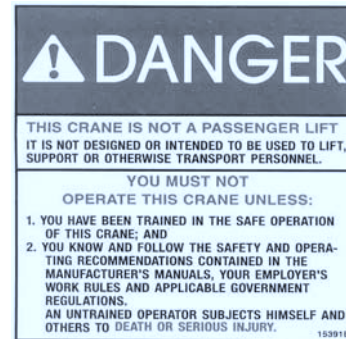 DANGER
THIS CRANE IS NOT A PASSENGER LIFT
IT IS NOT DESIGNED OR INTENDED TO BE USED TO LIFT,
SUPPORT OR OTHERWISE TRANSPORT PERSONNEL.
YOU MUST NOT
OPERATE THIS CRANE UNLESS:
1. YOU HAVE BEEN TRAINED IN THE SAFE OPERATION
OF THIS CRANE; AND
2. YOU KNOW AND FOLLOW THE SAFETY AND OPERA-
TING RECOMMENDATIONS CONTAINED IN THE
MANUFACTURER'S MANUALS, YOUR EMPLOYER'S
WORK RULES AND APPLICABLE GOVERNMENT
REGULATIONS.
AN UNTRAINED OPERATOR SUBJECTS HIMSELF AND
OTHERS TO DEATH OR SERIOUS INJURY.